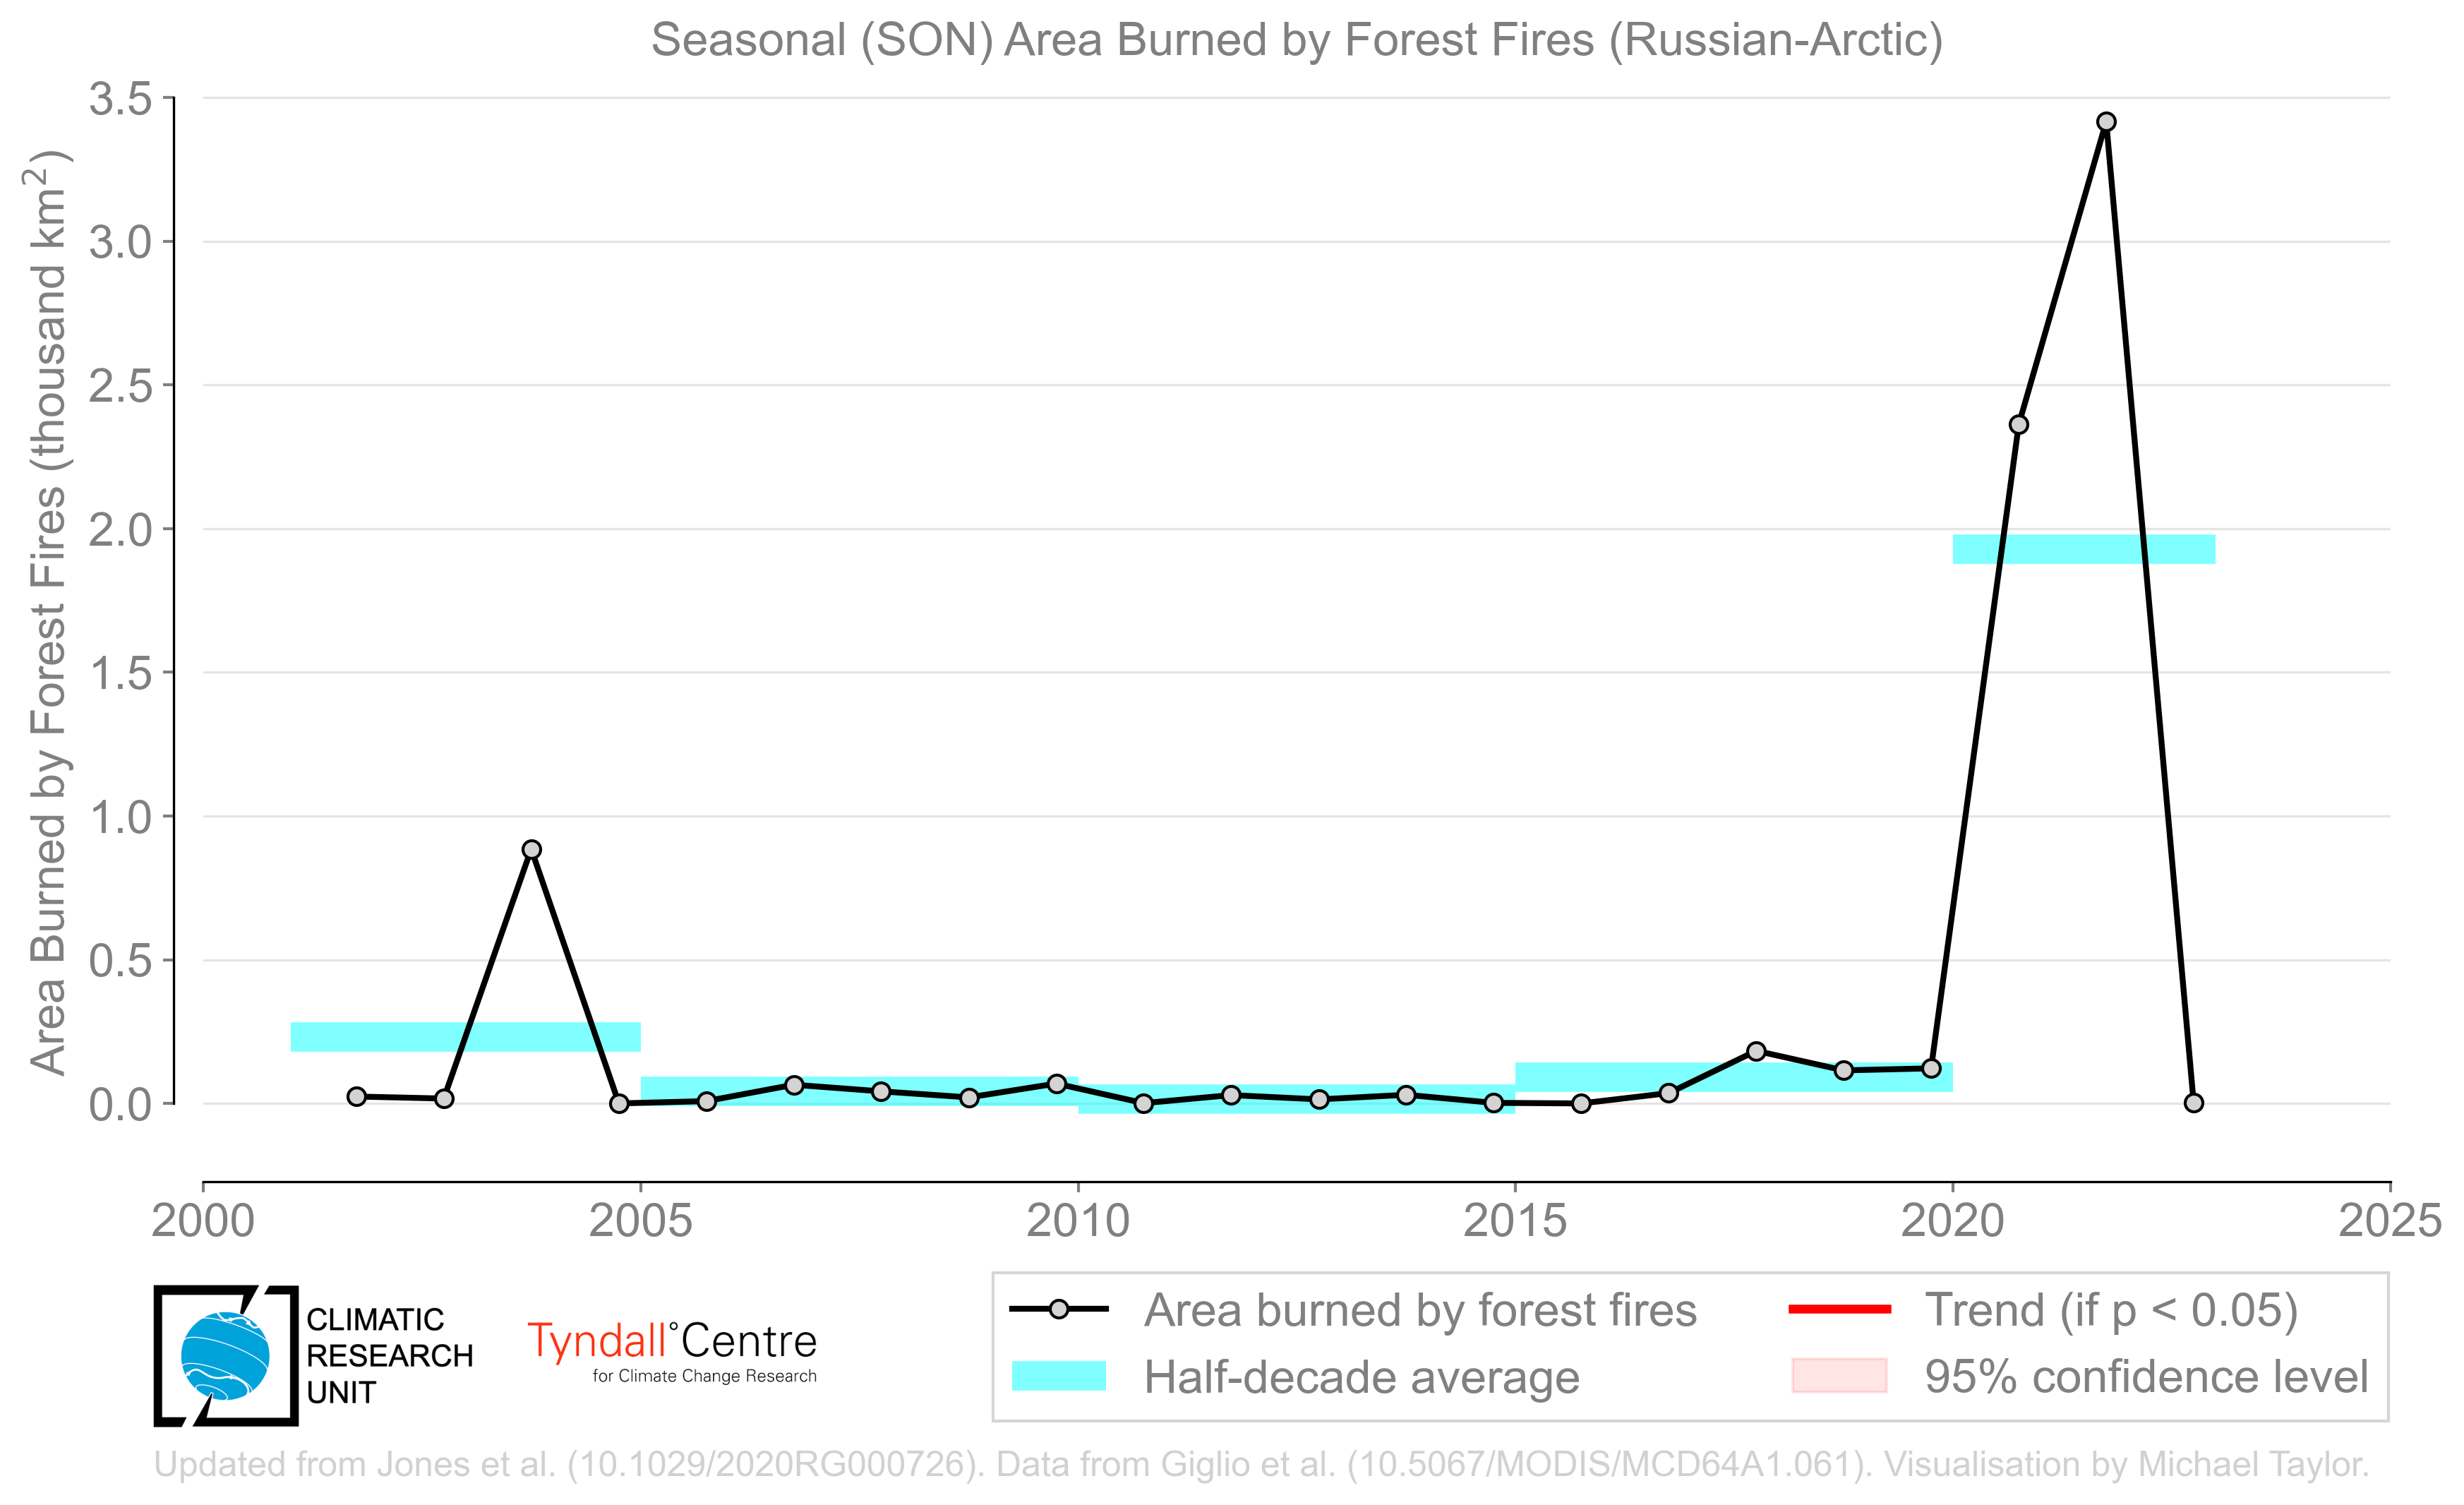 Seasonal (SON) Area Burned by Forest Fires (Russian-Arctic)
Area Burned by Forest Fires (thousand km²)
3.5
3.0
2.5
2.0
1.5
1.0
0.5
0.0
2000 2005 2010 2015 2020 2025
Area burned by forest fires
Trend (if p < 0.05)
Half-decade average
95% confidence level
CLIMATIC
RESEARCH
UNIT
Tyndall°Centre
for Climate Change Research
Updated from Jones et al. (10.1029/2020RG000726). Data from Giglio et al. (10.5067/MODIS/MCD64A1.061). Visualisation by Michael Taylor.